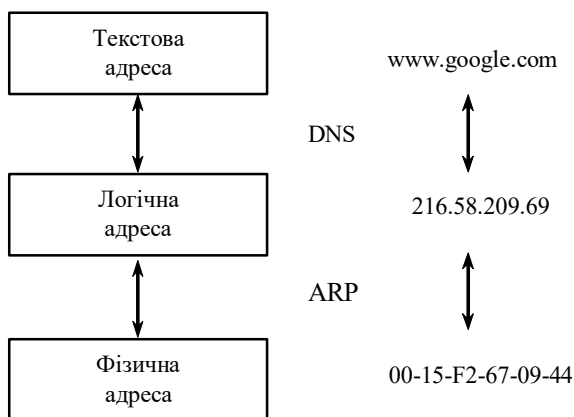 Текстова
адреса
www.google.com
DNS
Логічна
адреса
216.58.209.69
ARP
Фізична
адреса
00-15-F2-67-09-44